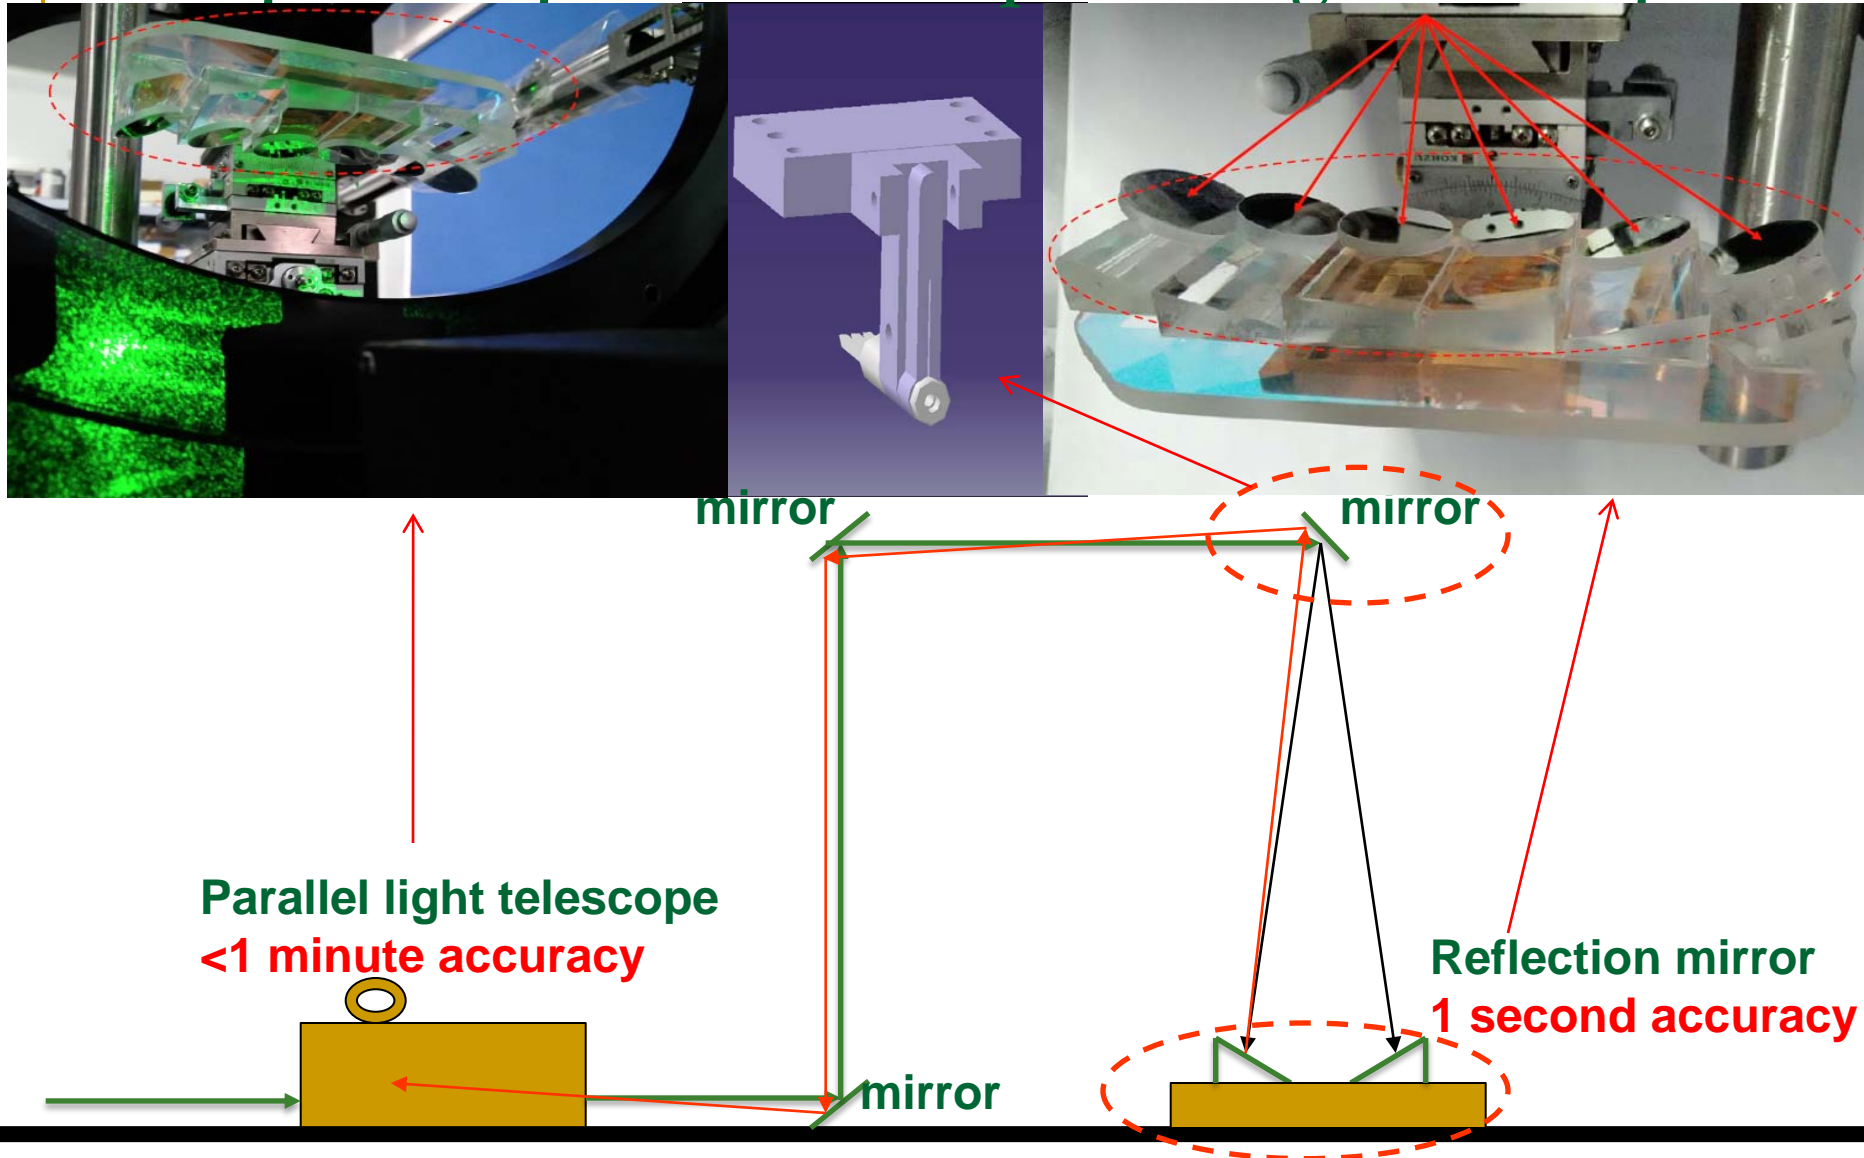 mirror
mirror
Parallel light telescope
<1 minute accuracy
Reflection mirror
1 second accuracy
mirror